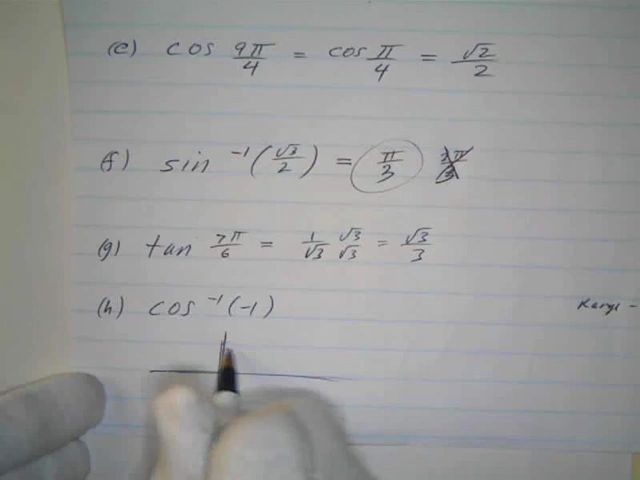 (e) cos 9π/4 = cos π/4 = √2/2
(f) sin⁻¹(√3/2) = π/3
(g) tan 7π/6 = 1/√3 √3/√3 = √3/3
(h) cos⁻¹(-1)